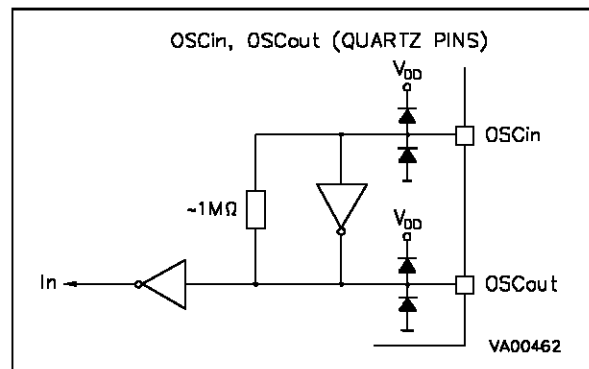 OSCin, OSCout (QUARTZ PINS)
VDD
OSCin
~1MΩ
VDD
In
OSCout
VA00462